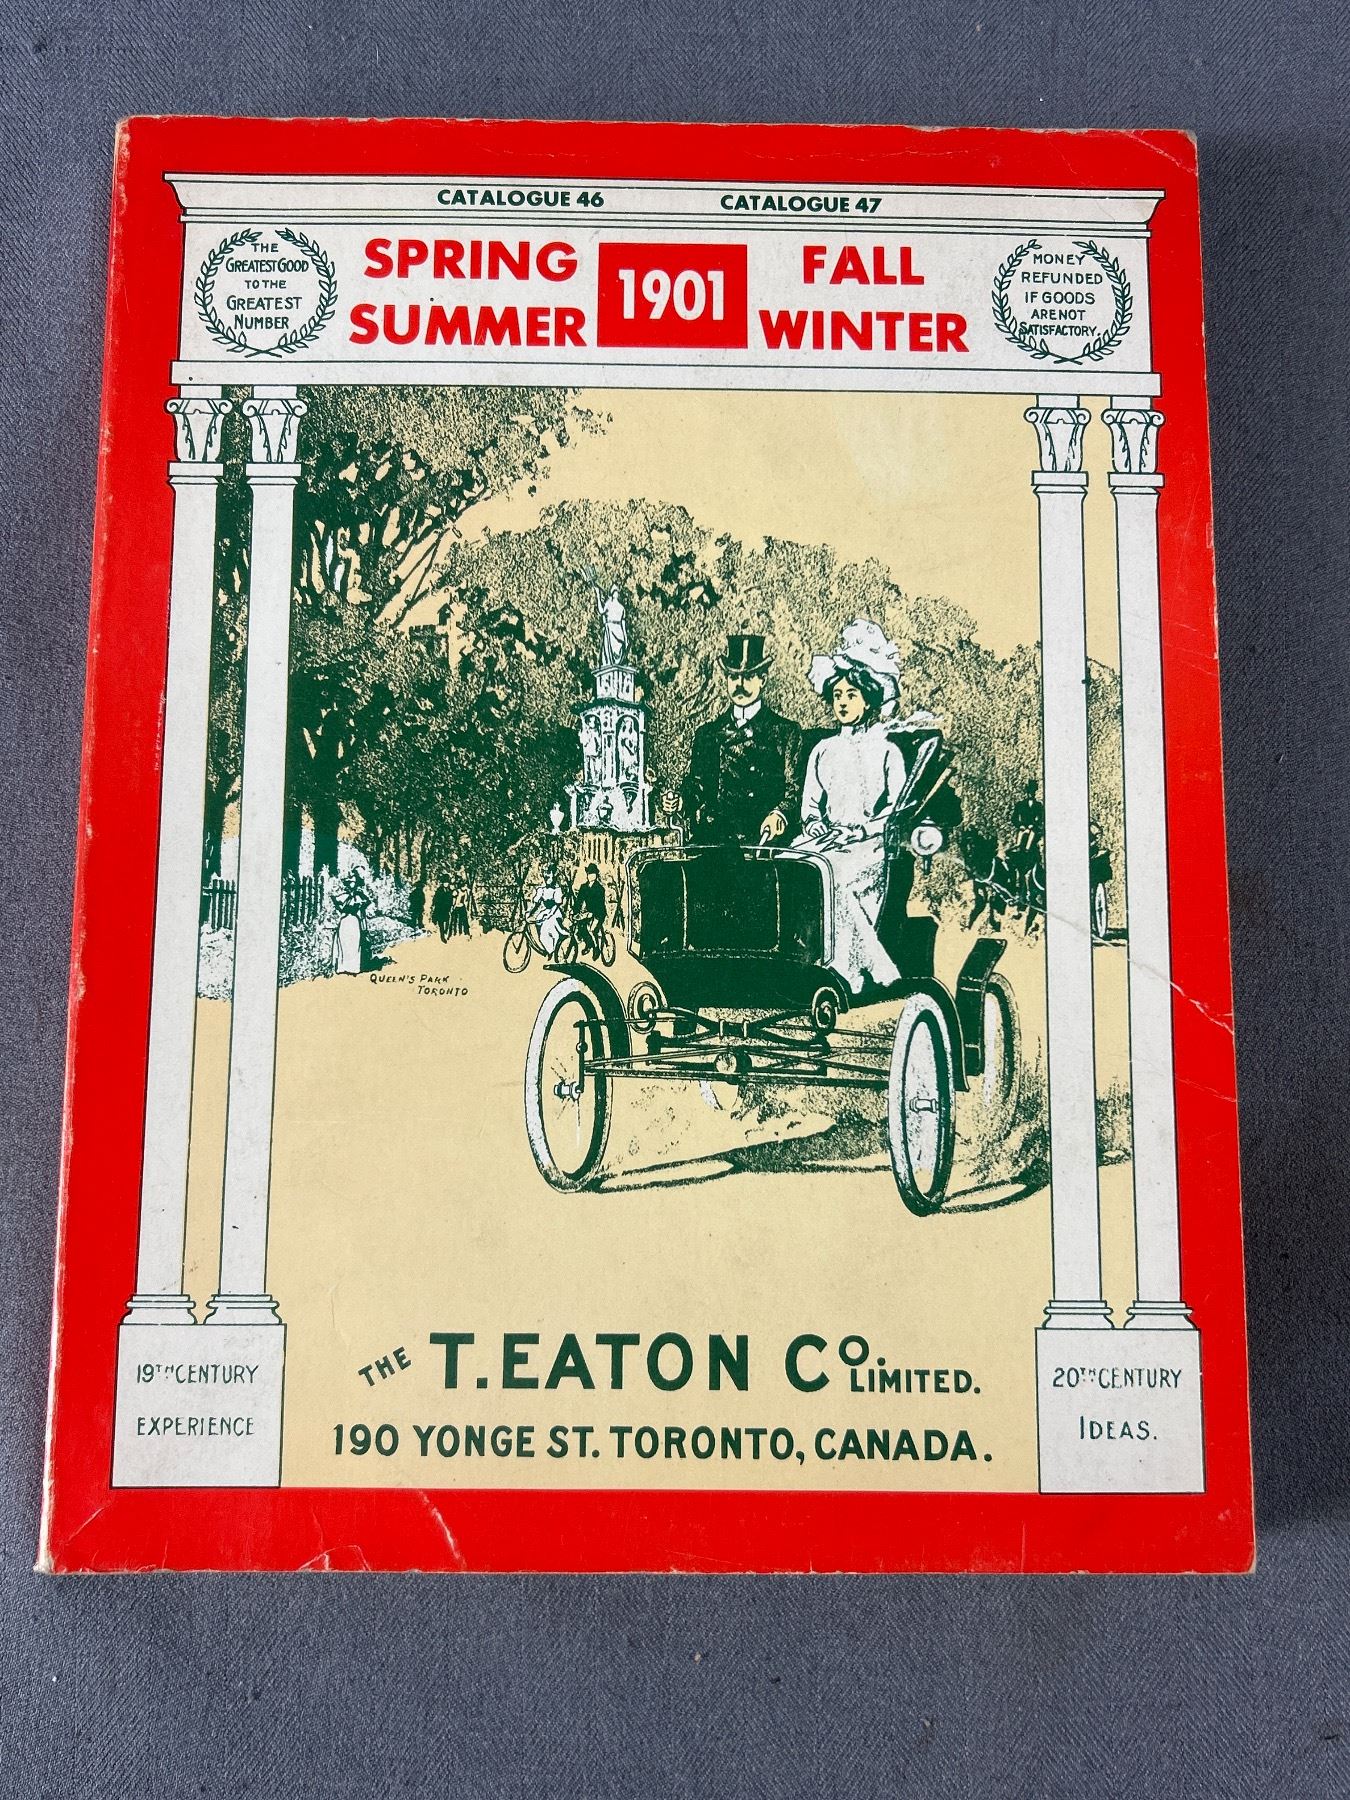 CATALOGUE 46 CATALOGUE 47
THE
GREATEST GOOD
TO THE
GREATEST
NUMBER
SPRING
SUMMER
1901
FALL
WINTER
MONEY
REFUNDED
IF GOODS
ARE NOT
SATISFACTORY.
QUEEN'S PARK
TORONTO
THE T. EATON CO. LIMITED.
190 YONGE ST. TORONTO, CANADA.
19TH CENTURY
EXPERIENCE
20TH CENTURY
IDEAS.